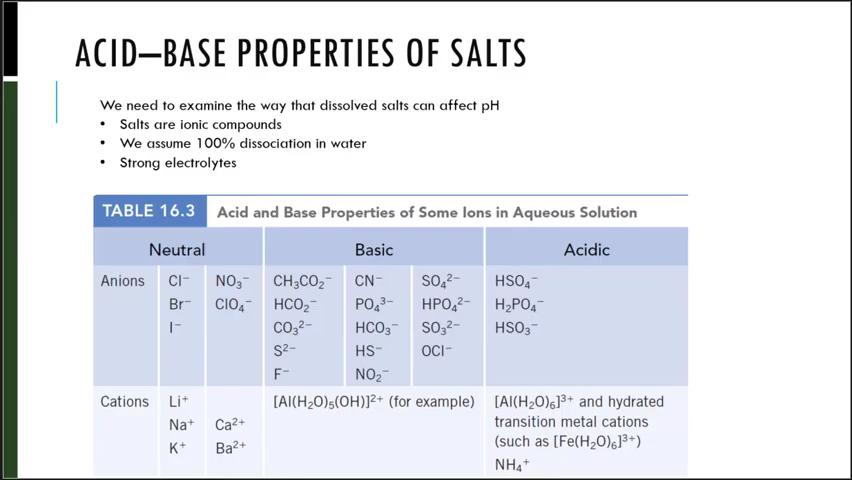 ACID—BASE PROPERTIES OF SALTS
We need to examine the way that dissolved salts can affect pH
• Salts are ionic compounds
• We assume 100% dissociation in water
• Strong electrolytes
TABLE 16.3 Acid and Base Properties of Some Ions in Aqueous Solution
Neutral Basic Acidic
Anions Cl⁻ NO₃⁻ CH₃CO₂⁻ CN⁻ SO₄²⁻ HSO₄⁻
Br⁻ ClO₄⁻ HCO₂⁻ PO₄³⁻ HPO₄²⁻ H₂PO₄⁻
I⁻ CO₃²⁻ HCO₃⁻ SO₃²⁻ HSO₃⁻
S²⁻ HS⁻ OCl⁻
F⁻ NO₂⁻
Cations Li⁺ [Al(H₂O)₅(OH)]²⁺ (for example) [Al(H₂O)₆]³⁺ and hydrated
Na⁺ Ca²⁺ transition metal cations
K⁺ Ba²⁺ (such as [Fe(H₂O)₆]³⁺)
NH₄⁺